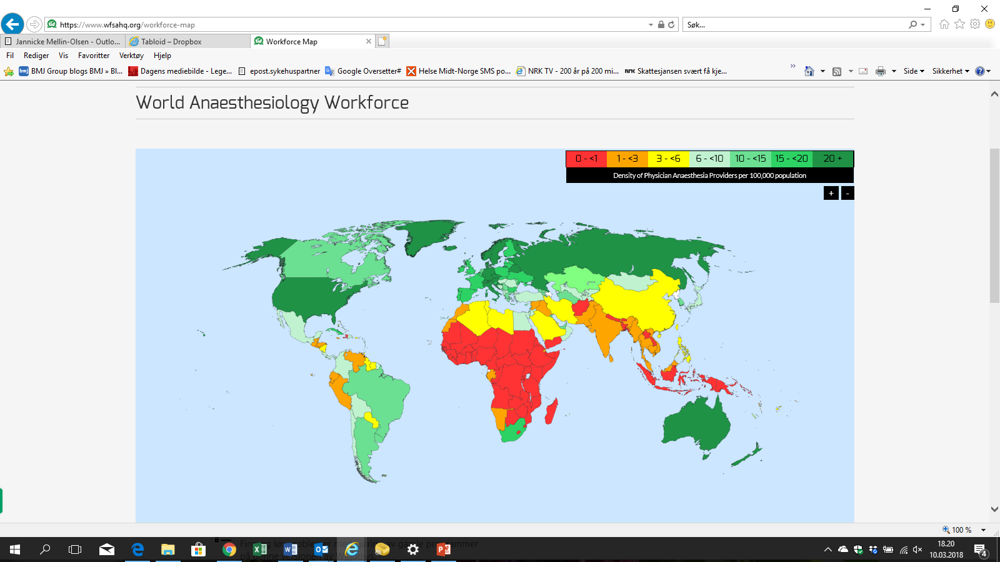 https://www.wfsahq.org/workforce-map
Søk...
Jannicke Mellin-Olsen - Outlo...
Tabloid – Dropbox
Workforce Map
Fil Rediger Vis Favoritter Verktøy Hjelp
BMJ Group blogs BMJ » Bl...
Dagens mediebilde - Lege...
epost.sykehuspartner
Google Oversetter#
Helse Midt-Norge SMS po...
NRK TV - 200 år på 200 mi...
Skattesjansen svært få kje...
Side
Sikkerhet
World Anaesthesiology Workforce
0 - <1 1 - <3 3 - <6 6 - <10 10 - <15 15 - <20 20 +
Density of Physician Anaesthesia Providers per 100,000 population
+ -
100 %
18.20
10.03.2018
4